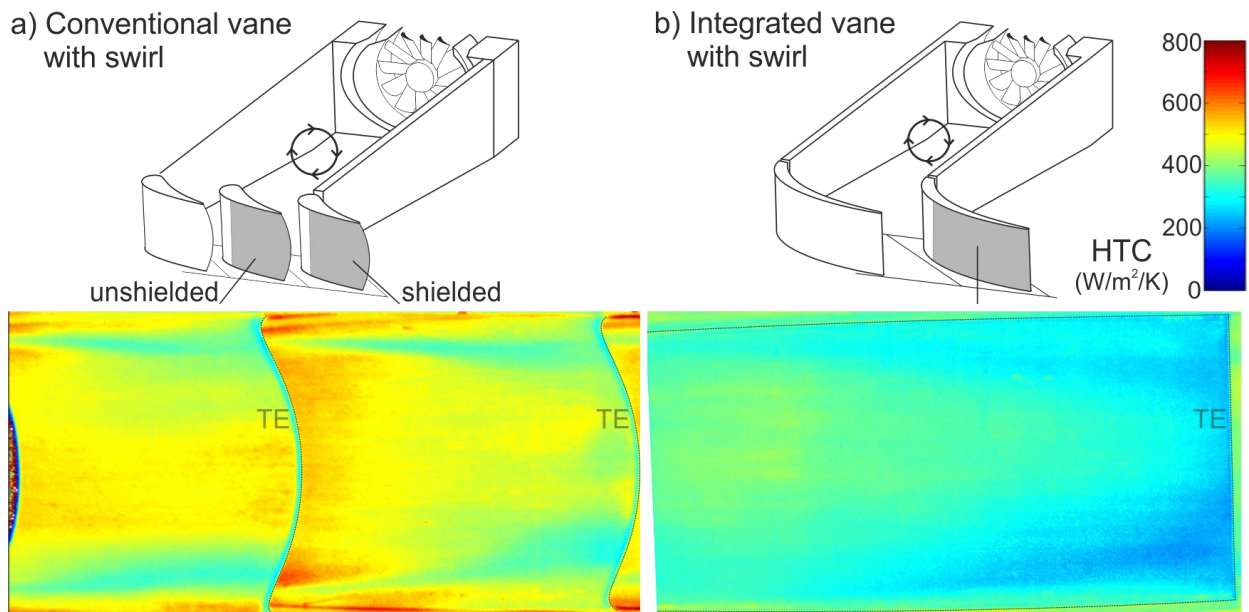 a) Conventional vane
with swirl
b) Integrated vane
with swirl
800
600
400
200
0
HTC
(W/m²/K)
unshielded
shielded
TE
TE
TE